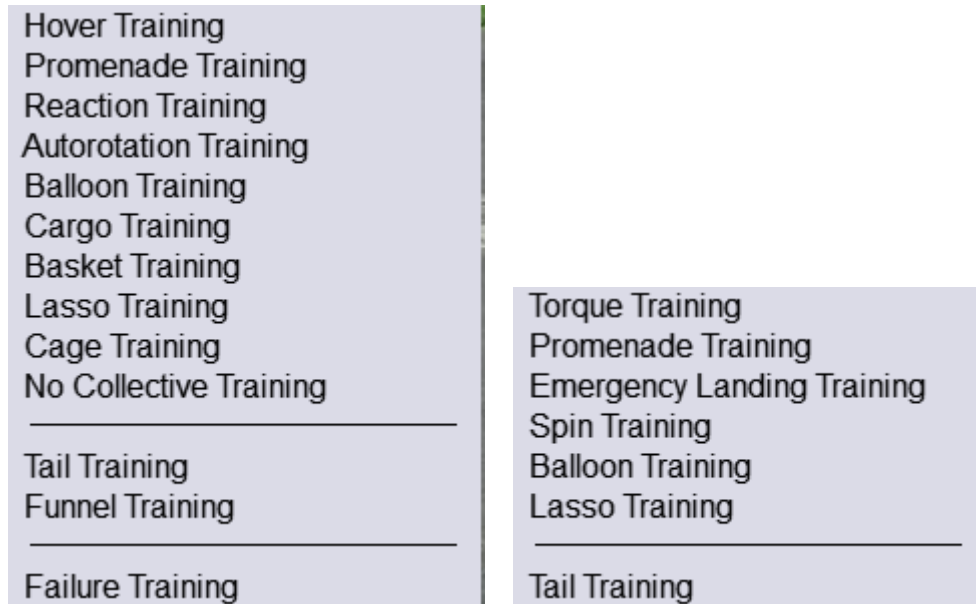 Hover Training
Promenade Training
Reaction Training
Autorotation Training
Balloon Training
Cargo Training
Basket Training
Lasso Training
Cage Training
No Collective Training
Tail Training
Funnel Training
Failure Training
Torque Training
Promenade Training
Emergency Landing Training
Spin Training
Balloon Training
Lasso Training
Tail Training